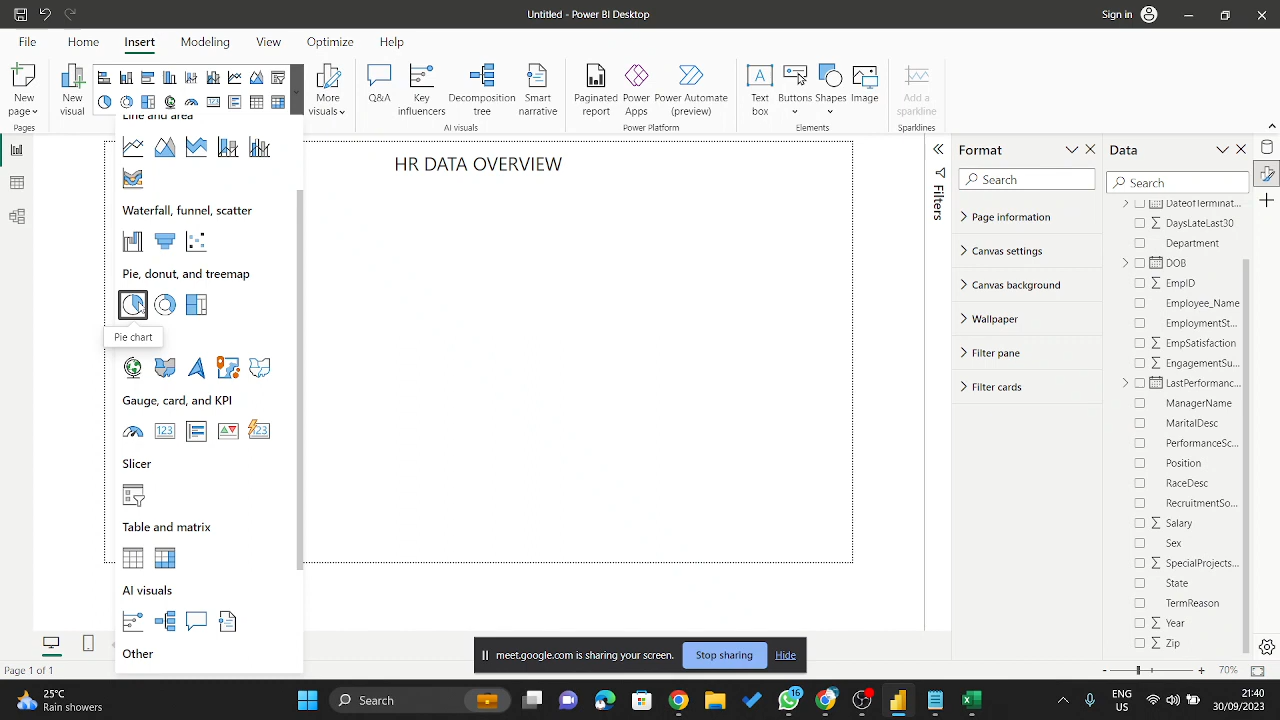 Untitled - Power BI Desktop
Sign in
File Home Insert Modeling View Optimize Help
New page
New visual
More visuals
Q&A
Key influencers
Decomposition tree
Smart narrative
Paginated report
Power Apps
Power Automate (preview)
Text box
Buttons
Shapes
Image
Add a sparkline
Pages
AI visuals
Power Platform
Elements
Sparklines
Line and area
Waterfall, funnel, scatter
Pie, donut, and treemap
Pie chart
Gauge, card, and KPI
Slicer
Table and matrix
AI visuals
Other
HR DATA OVERVIEW
Filters
Format
Search
Page information
Canvas settings
Canvas background
Wallpaper
Filter pane
Filter cards
Data
Search
DateofTerminat...
DaysLateLast30
Department
DOB
EmpID
Employee_Name
EmploymentSt...
EmpSatisfaction
EngagementSu...
LastPerformanc...
ManagerName
MaritalDesc
PerformanceSc...
Position
RaceDesc
RecruitmentSo...
Salary
Sex
SpecialProjects...
State
TermReason
Year
Zip
meet.google.com is sharing your screen.
Stop sharing
Hide
Page 1 of 1
- + 70%
25°C
Rain showers
Search
16
ENG
US
21:40
30/09/2023